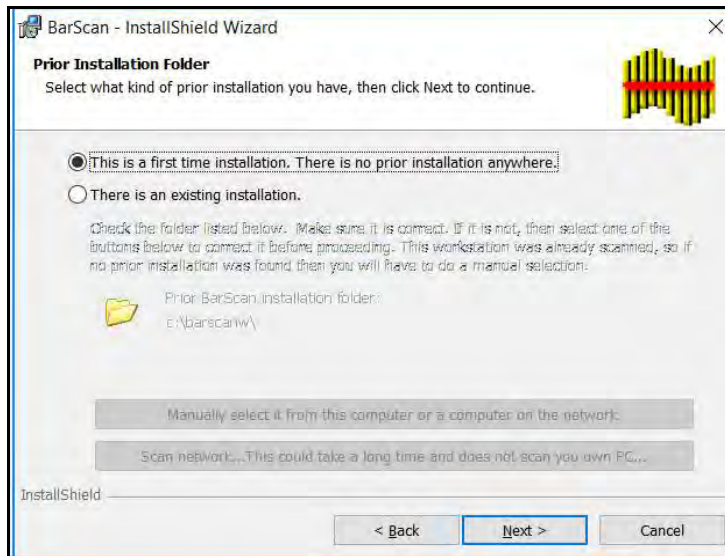 BarScan - InstallShield Wizard
Prior Installation Folder
Select what kind of prior installation you have, then click Next to continue.
This is a first time installation. There is no prior installation anywhere.
There is an existing installation.
Check the folder listed below. Make sure it is correct. If it is not, then select one of the
buttons below to correct it before proceeding. This workstation was already scanned, so if
no prior installation was found then you will have to do a manual selection.
Prior BarScan installation folder:
c:\barscanw\
Manually select it from this computer or a computer on the network
Scan network...This could take a long time and does not scan you own PC...
InstallShield
< Back
Next >
Cancel